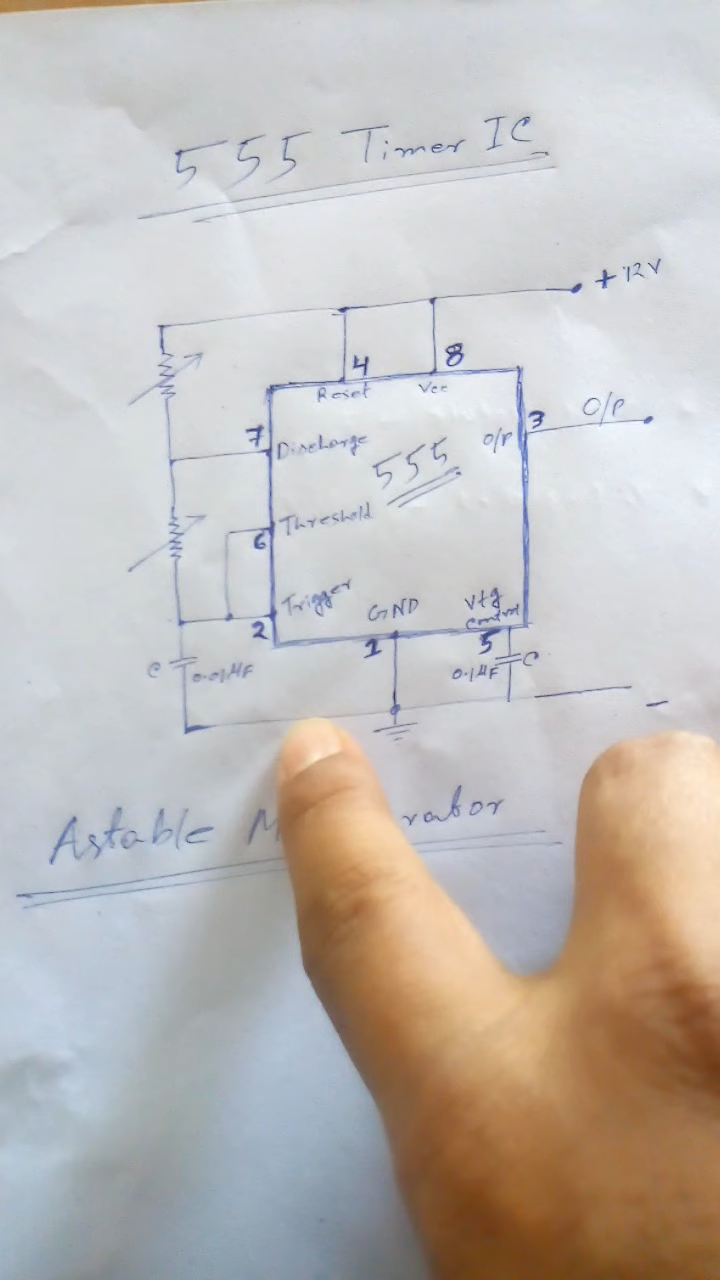 555 Timer IC
+12V
4 8
Reset Vcc
7 Discharge
555
O/P 3 O/P
6 Threshold
2 Trigger
GND Vtg control
1 5
C 0.01µF
0.1µF C
-
Astable